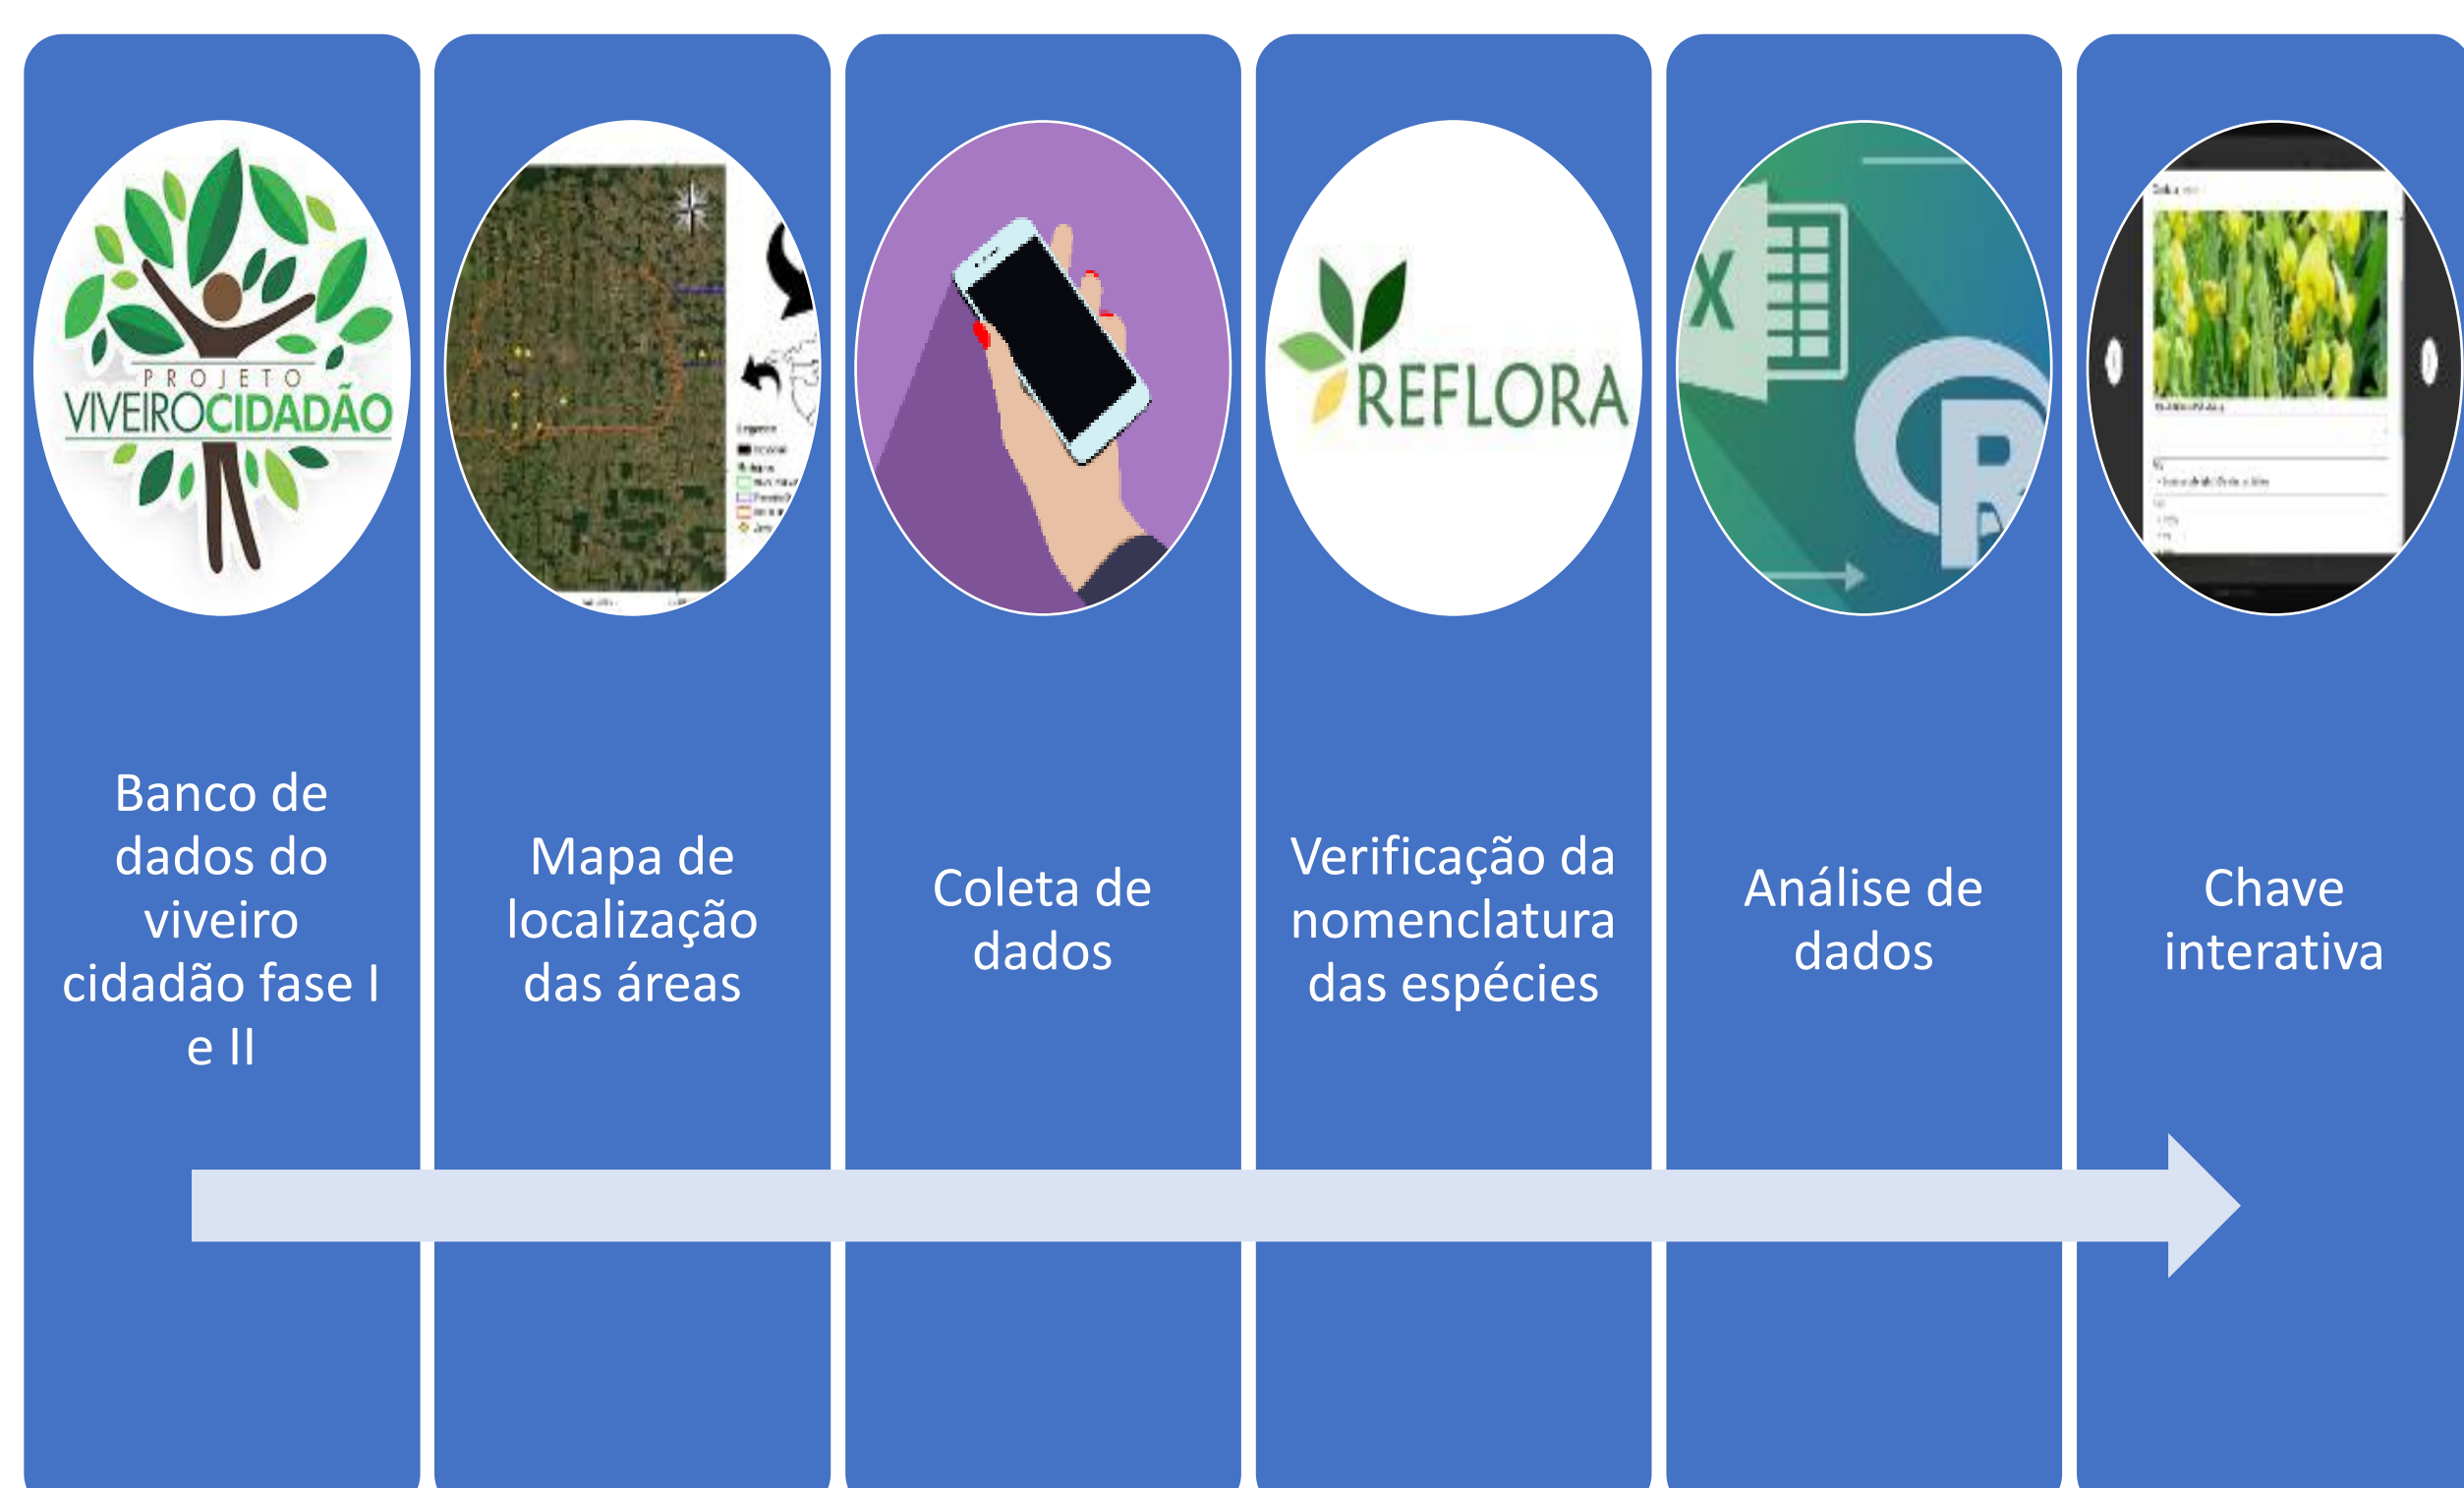 PROJETO
VIVEIROCIDADÃO
REFLORA
X
R
Banco de
dados do
viveiro
cidadão fase I
e II
Mapa de
localização
das áreas
Coleta de
dados
Verificação da
nomenclatura
das espécies
Análise de
dados
Chave
interativa